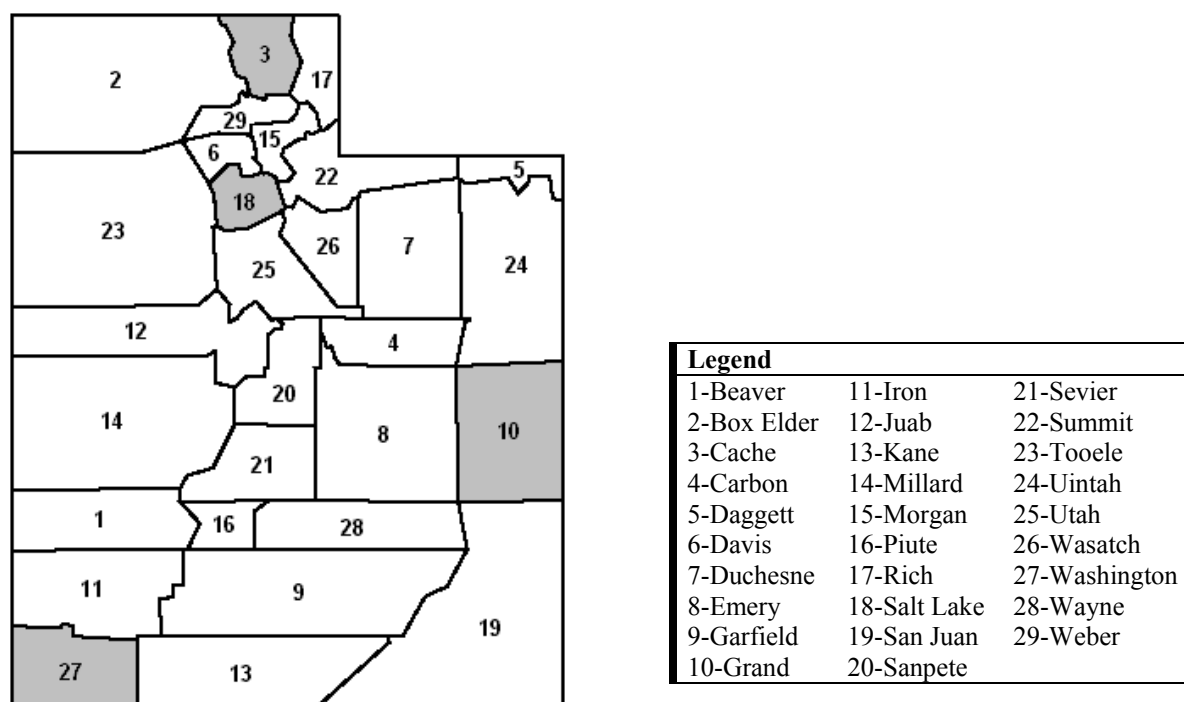 3
2
17
29
15
6
22
5
18
23
26
7
24
25
12
4
20
14
8
10
21
1
16
28
11
9
19
27
13
Legend
1-Beaver 11-Iron 21-Sevier
2-Box Elder 12-Juab 22-Summit
3-Cache 13-Kane 23-Tooele
4-Carbon 14-Millard 24-Uintah
5-Daggett 15-Morgan 25-Utah
6-Davis 16-Piute 26-Wasatch
7-Duchesne 17-Rich 27-Washington
8-Emery 18-Salt Lake 28-Wayne
9-Garfield 19-San Juan 29-Weber
10-Grand 20-Sanpete